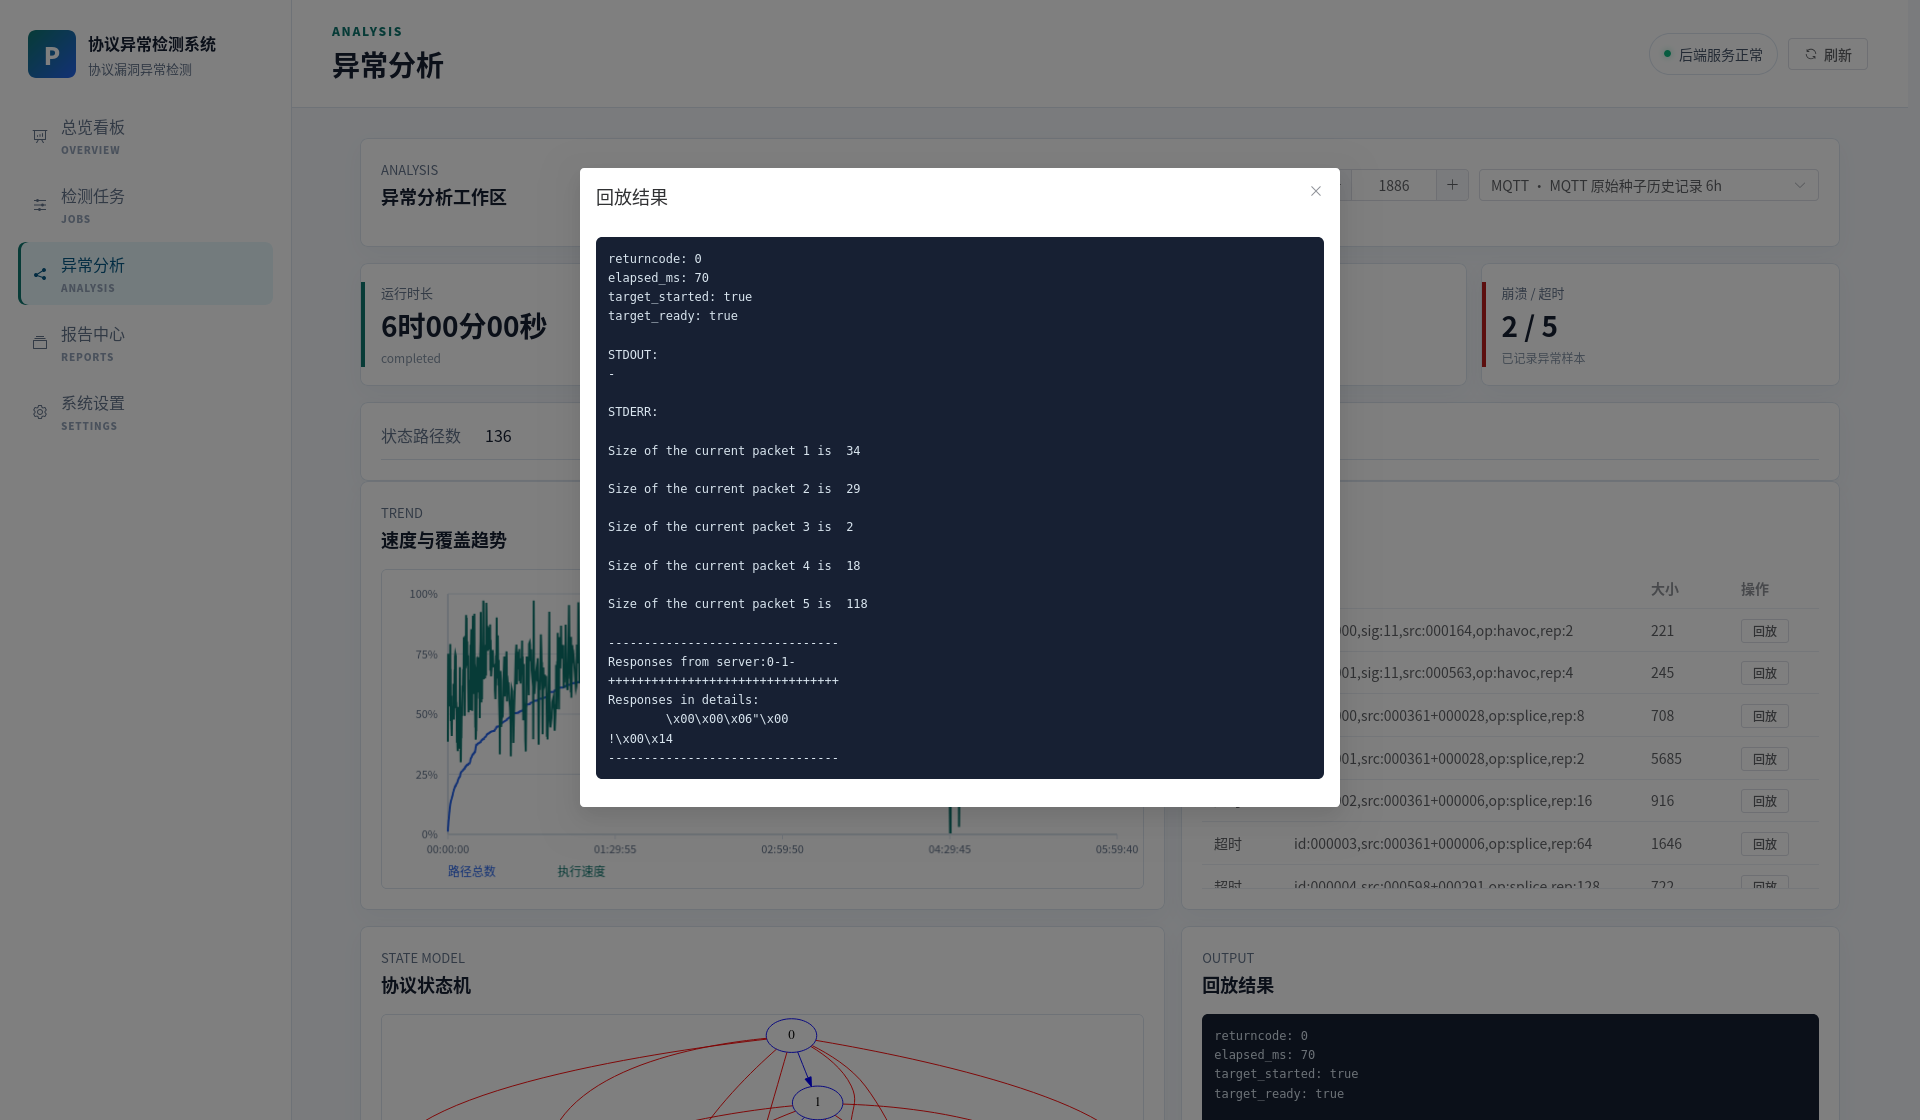 P
协议异常检测系统
协议漏洞异常检测
总览看板
OVERVIEW
检测任务
JOBS
异常分析
ANALYSIS
报告中心
REPORTS
系统设置
SETTINGS
ANALYSIS
异常分析
后端服务正常
刷新
ANALYSIS
异常分析工作区
1886
MQTT · MQTT 原始种子历史记录 6h
运行时长
6时00分00秒
completed
崩溃 / 超时
2 / 5
已记录异常样本
状态路径数 136
TREND
速度与覆盖趋势
100%
75%
50%
25%
0%
00:00:00
01:29:55
02:59:50
04:29:45
05:59:40
路径总数
执行速度
回放结果
returncode: 0
elapsed_ms: 70
target_started: true
target_ready: true
STDOUT:
-
STDERR:
Size of the current packet 1 is  34
Size of the current packet 2 is  29
Size of the current packet 3 is  2
Size of the current packet 4 is  18
Size of the current packet 5 is  118
--------------------------------
Responses from server:0-1-
++++++++++++++++++++++++++++++++
Responses in details:
\x00\x00\x06"\x00
!\x00\x14
--------------------------------
大小
操作
00,sig:11,src:000164,op:havoc,rep:2
221
回放
01,sig:11,src:000563,op:havoc,rep:4
245
回放
00,src:000361+000028,op:splice,rep:8
708
回放
01,src:000361+000028,op:splice,rep:2
5685
回放
02,src:000361+000006,op:splice,rep:16
916
回放
超时
id:000003,src:000361+000006,op:splice,rep:64
1646
回放
超时
id:000004,src:000598+000291,op:splice,rep:128
722
回放
STATE MODEL
协议状态机
0
1
OUTPUT
回放结果
returncode: 0
elapsed_ms: 70
target_started: true
target_ready: true